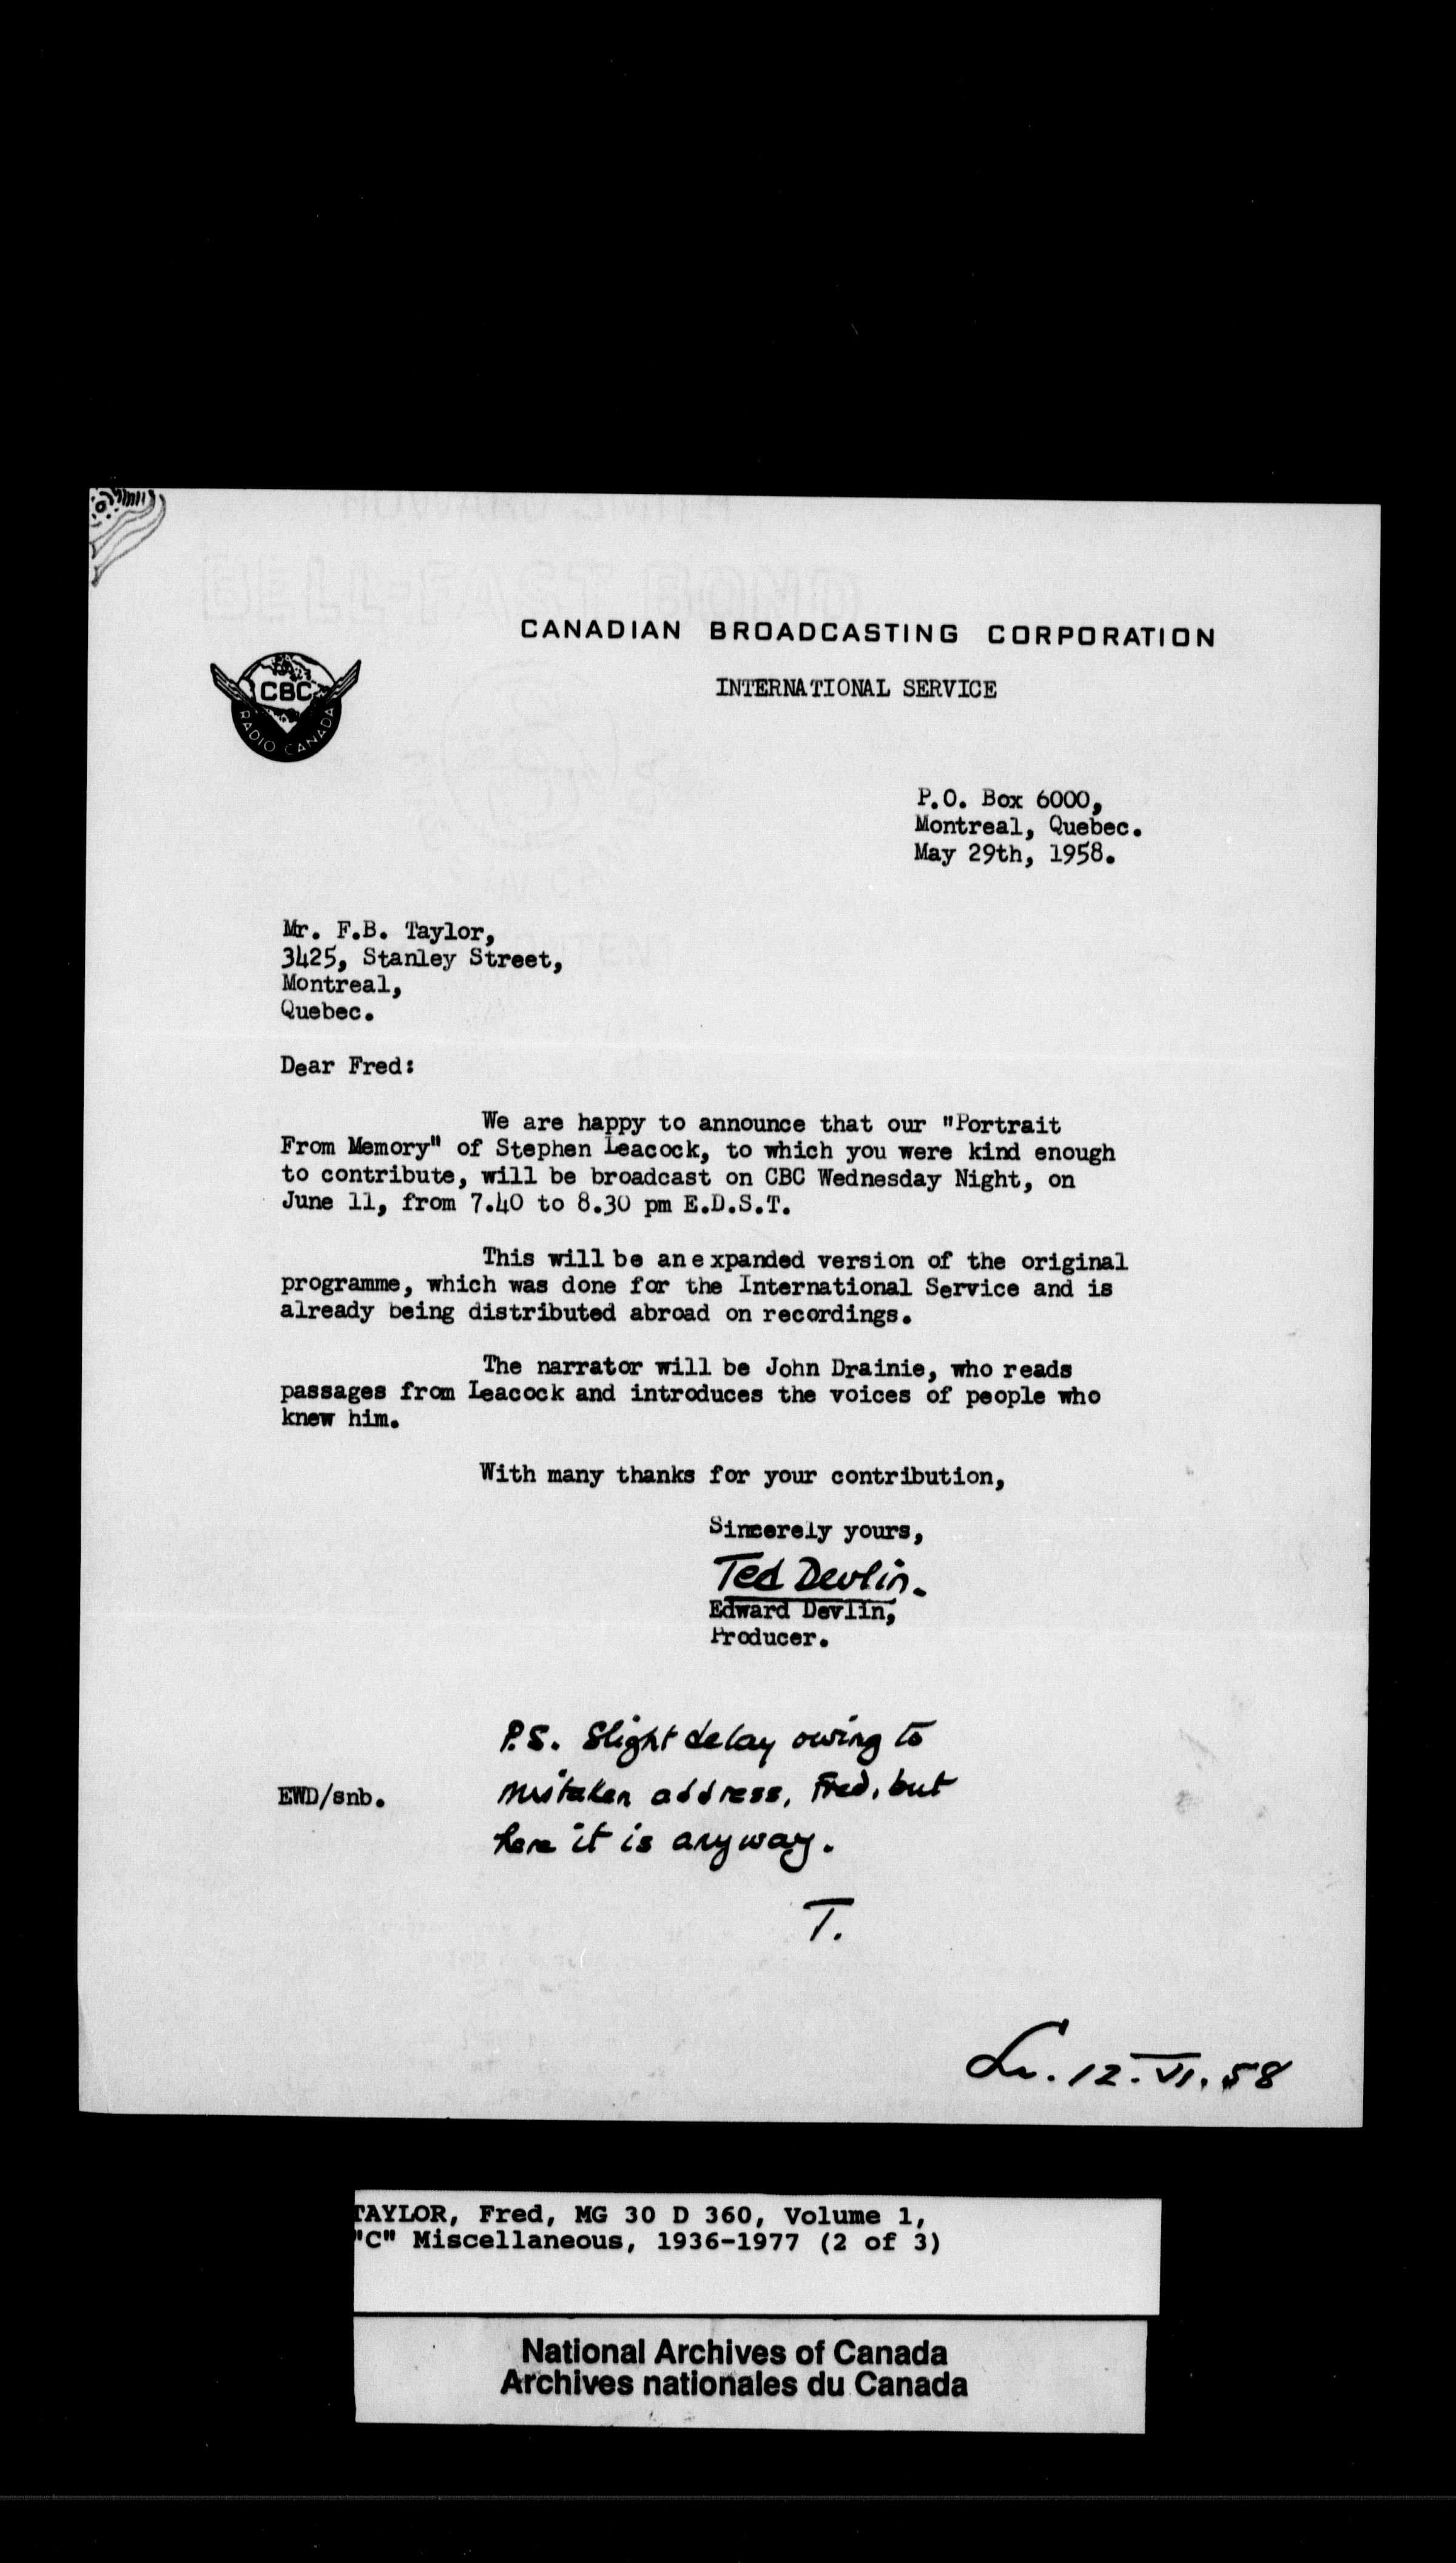 CANADIAN BROADCASTING CORPORATION
INTERNATIONAL SERVICE
CBC
RADIO CANADA
P.O. Box 6000,
Montreal, Quebec.
May 29th, 1958.
Mr. F.B. Taylor,
3425, Stanley Street,
Montreal,
Quebec.
Dear Fred:
We are happy to announce that our "Portrait
From Memory" of Stephen Leacock, to which you were kind enough
to contribute, will be broadcast on CBC Wednesday Night, on
June 11, from 7.40 to 8.30 pm E.D.S.T.
This will be an expanded version of the original
programme, which was done for the International Service and is
already being distributed abroad on recordings.
The narrator will be John Drainie, who reads
passages from Leacock and introduces the voices of people who
knew him.
With many thanks for your contribution,
Sincerely yours,
Ted Devlin.
Edward Devlin,
Producer.
P.S. Slight delay owing to
mistaken address, Fred, but
here it is anyway.
T.
EWD/snb.
12.VI.58
TAYLOR, Fred, MG 30 D 360, Volume 1,
"C" Miscellaneous, 1936-1977 (2 of 3)
National Archives of Canada
Archives nationales du Canada